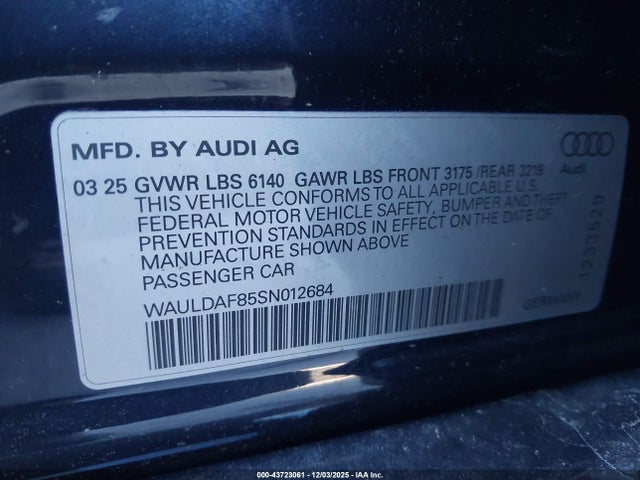 MFD. BY AUDI AG
03 25 GVWR LBS 6140 GAWR LBS FRONT 3175 /REAR 3219
THIS VEHICLE CONFORMS TO ALL APPLICABLE U.S.
FEDERAL MOTOR VEHICLE SAFETY, BUMPER AND THEFT
PREVENTION STANDARDS IN EFFECT ON THE DATE OF
MANUFACTURE SHOWN ABOVE
PASSENGER CAR
WAULDAF85SN012684
Audi
1233529
GERMANY
000-43723061 - 12/03/2025 - IAA Inc.